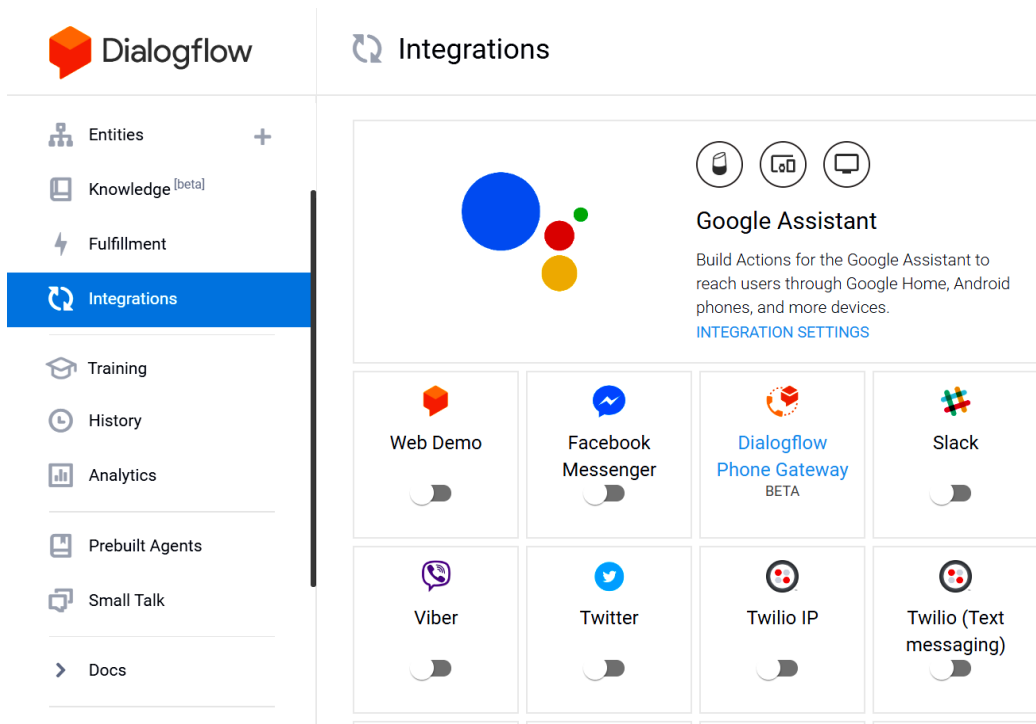 Dialogflow
Integrations
Entities
Knowledge [beta]
Fulfillment
Integrations
Training
History
Analytics
Prebuilt Agents
Small Talk
Docs
Google Assistant
Build Actions for the Google Assistant to
reach users through Google Home, Android
phones, and more devices.
INTEGRATION SETTINGS
Web Demo
Facebook
Messenger
Dialogflow
Phone Gateway
BETA
Slack
Viber
Twitter
Twilio IP
Twilio (Text
messaging)